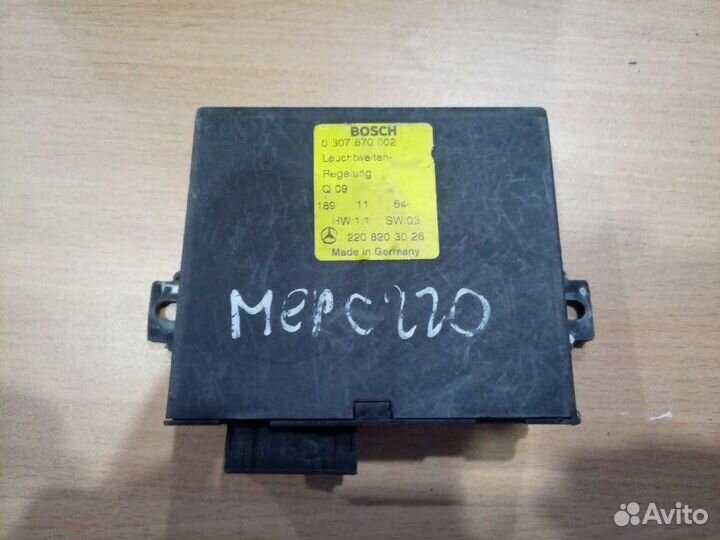 BOSCH
0 307 870 002
Leuchtweiten-
Regelung
Q 09
189 11 64
HW:1.1 SW:03
220 820 30 26
Made in Germany
МЕРС220
Avito